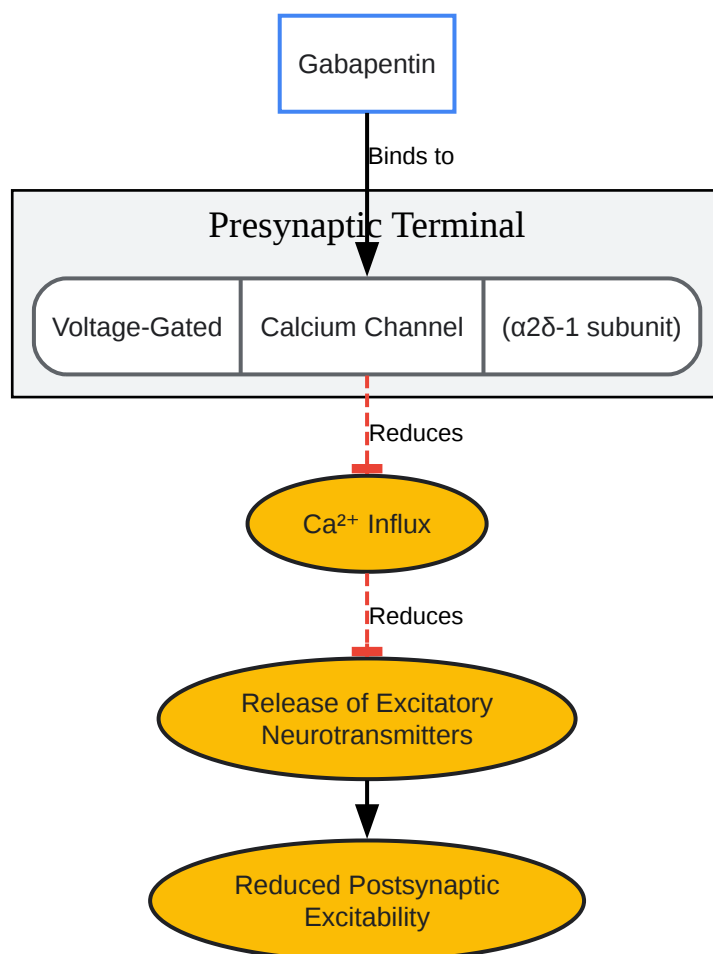 Gabapentin
Binds to
Presynaptic Terminal
Voltage-Gated
Calcium Channel
(α2δ-1 subunit)
Reduces
Ca²⁺ Influx
Reduces
Release of Excitatory
Neurotransmitters
Reduced Postsynaptic
Excitability